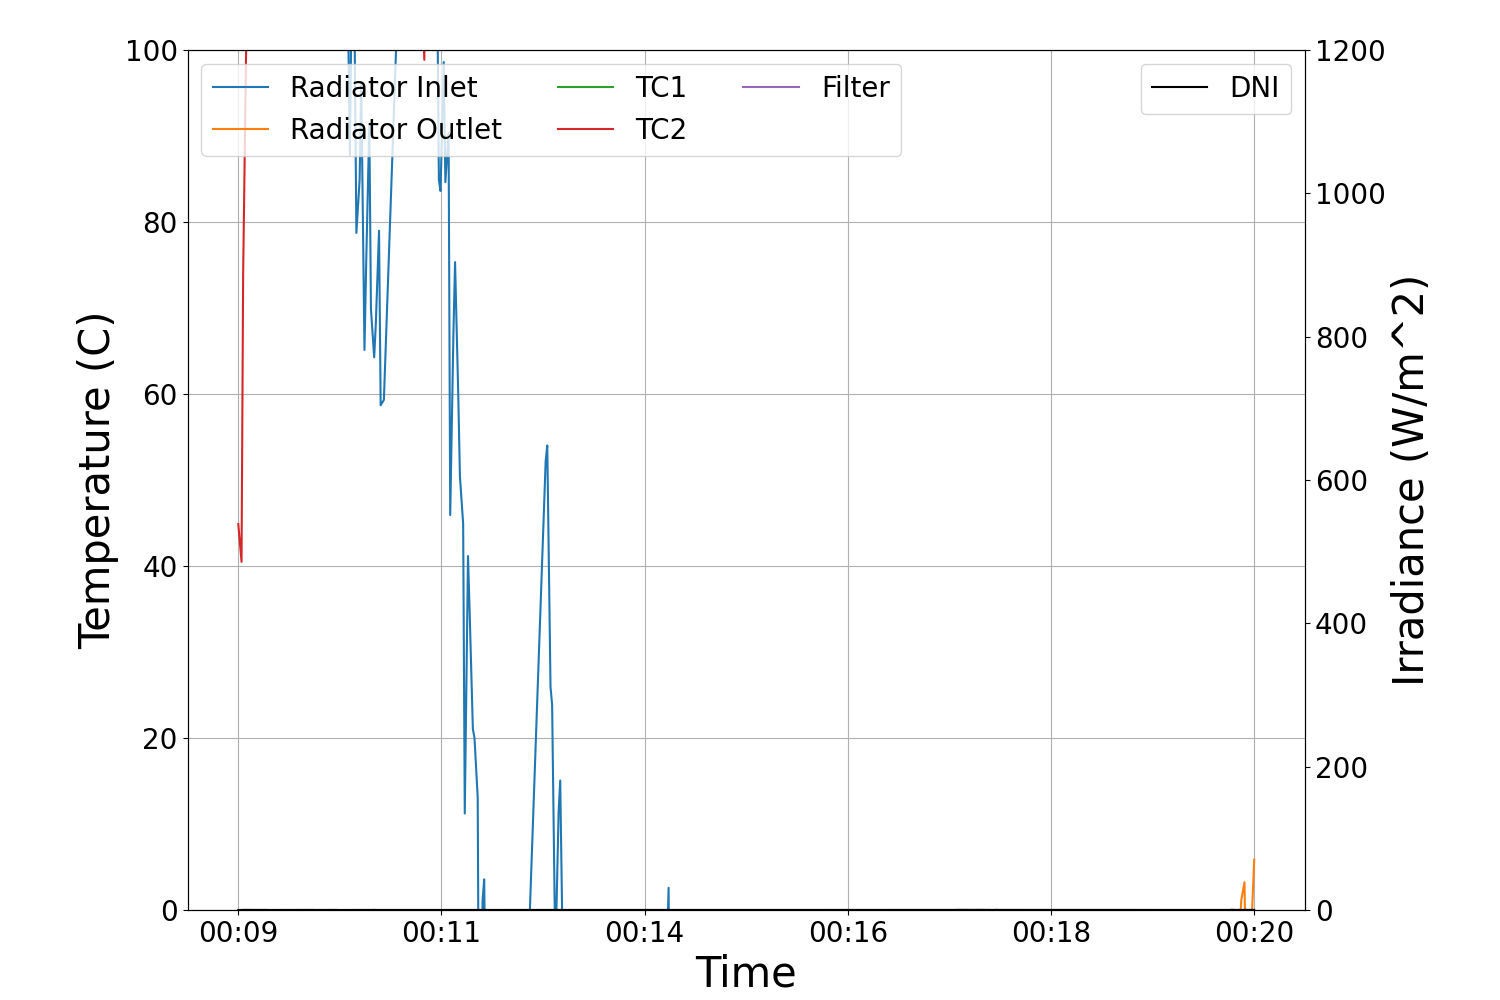 Radiator Inlet
Radiator Outlet
TC1
TC2
Filter
DNI
Temperature (C)
100
80
60
40
20
0
Irradiance (W/m^2)
1200
1000
800
600
400
200
0
00:09 00:11 00:14 00:16 00:18 00:20
Time